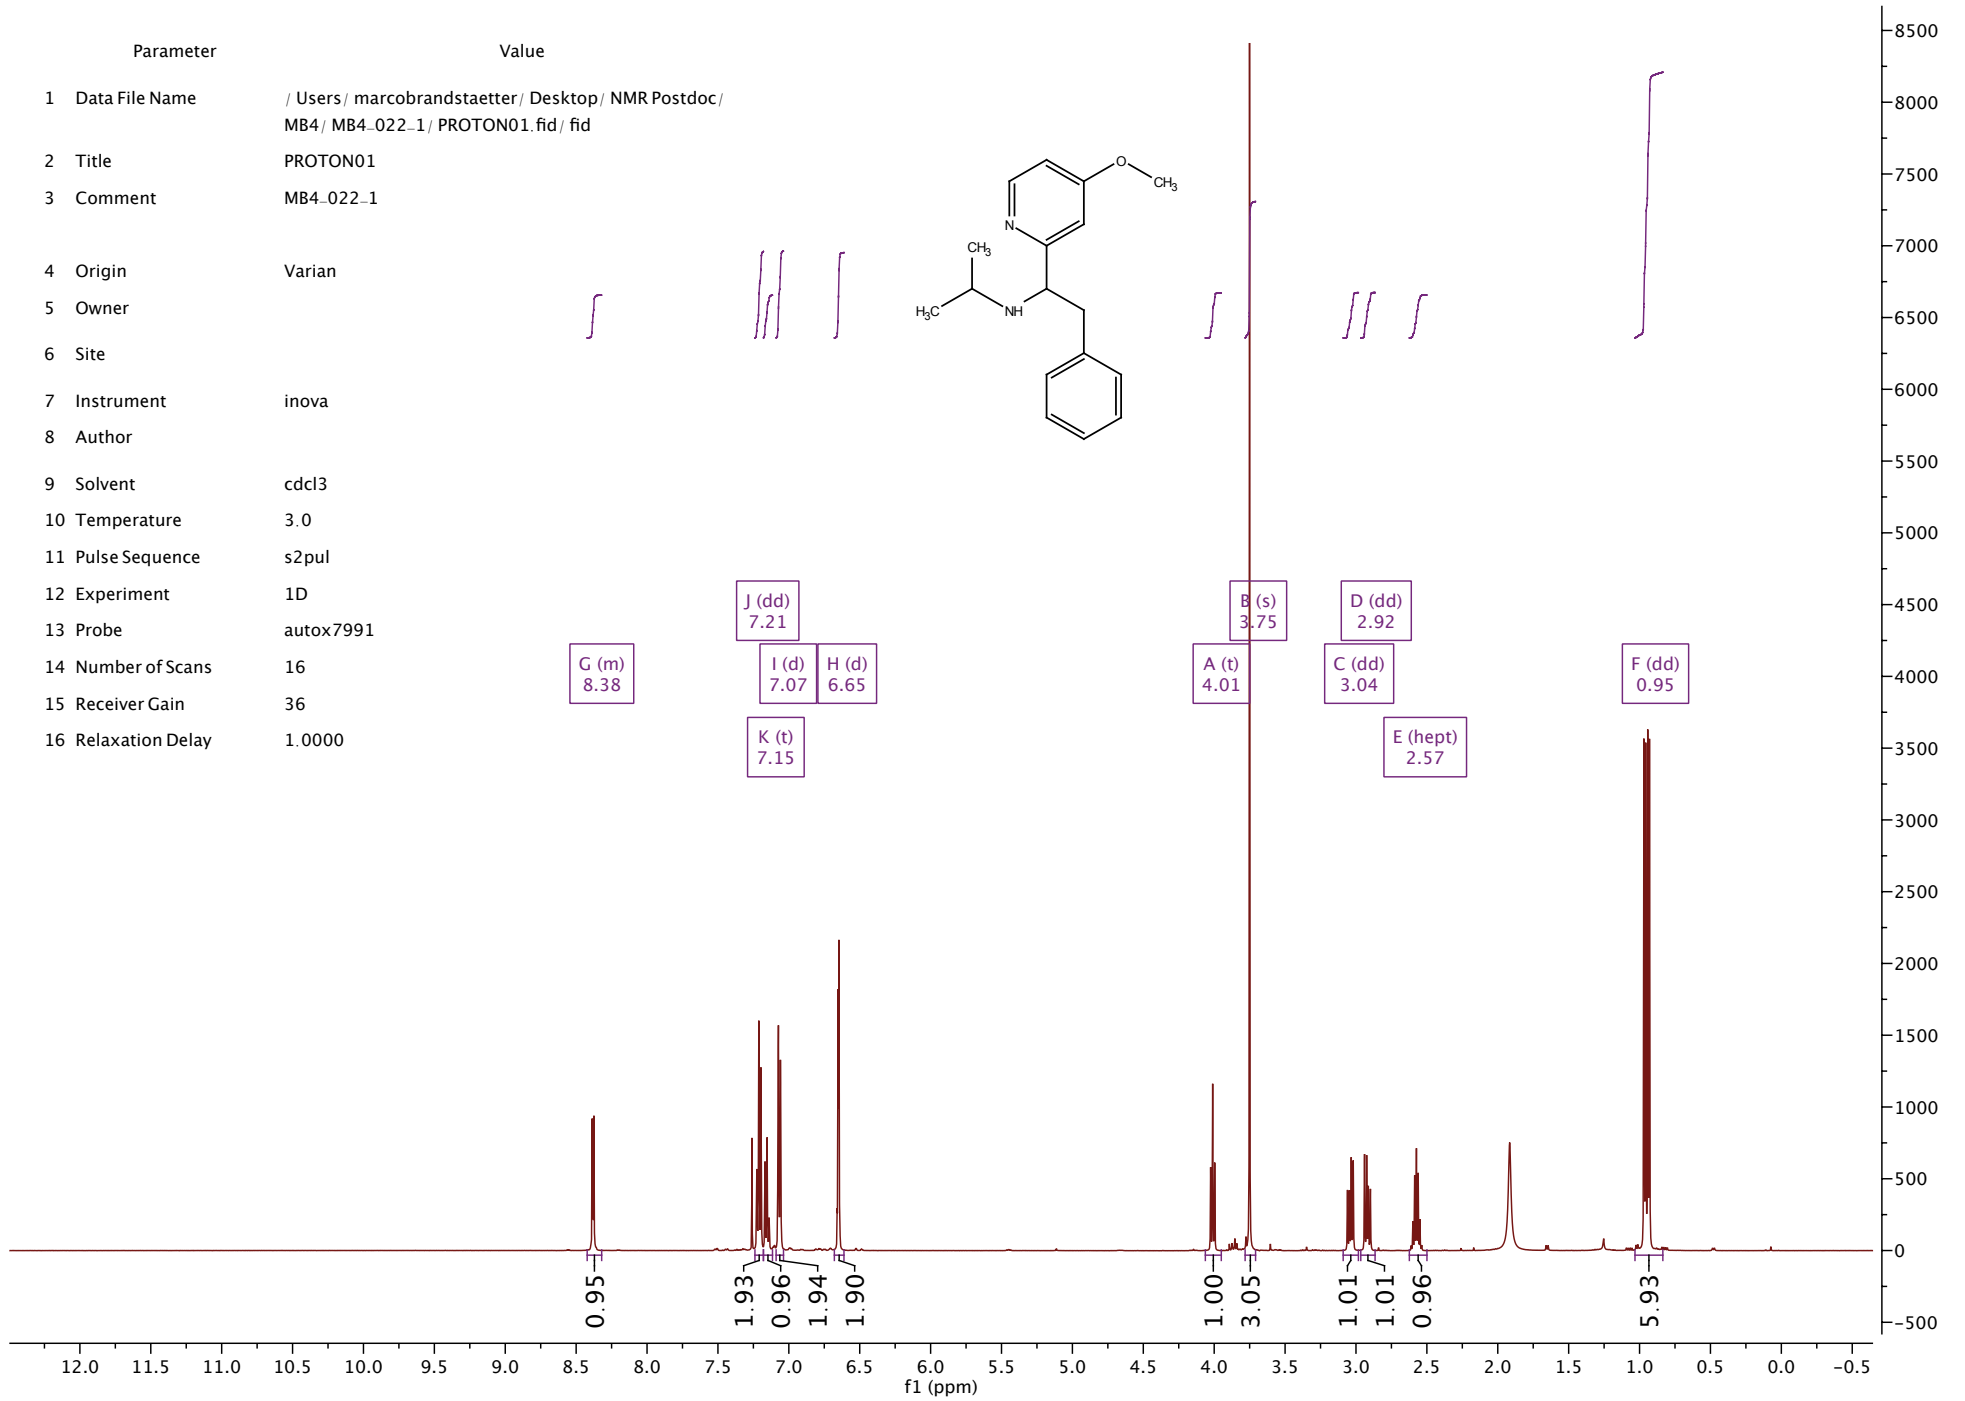 Parameter Value
1 Data File Name / Users/ marcobrandstaetter/ Desktop/ NMR Postdoc/
MB4/ MB4_022_1/ PROTON01.fid/ fid
2 Title PROTON01
3 Comment MB4_022_1
4 Origin Varian
5 Owner
6 Site
7 Instrument inova
8 Author
9 Solvent cdcl3
10 Temperature 3.0
11 Pulse Sequence s2pul
12 Experiment 1D
13 Probe autox7991
14 Number of Scans 16
15 Receiver Gain 36
16 Relaxation Delay 1.0000
O
CH3
N
CH3
H3C
NH
J (dd)
7.21
B (s)
3.75
D (dd)
2.92
G (m)
8.38
I (d)
7.07
H (d)
6.65
A (t)
4.01
C (dd)
3.04
F (dd)
0.95
K (t)
7.15
E (hept)
2.57
8500
8000
7500
7000
6500
6000
5500
5000
4500
4000
3500
3000
2500
2000
1500
1000
500
0
-500
0.95 1.93 0.96 1.94 1.90 1.00 3.05 1.01 1.01 0.96 5.93
12.0 11.5 11.0 10.5 10.0 9.5 9.0 8.5 8.0 7.5 7.0 6.5 6.0 5.5 5.0 4.5 4.0 3.5 3.0 2.5 2.0 1.5 1.0 0.5 0.0 -0.5
f1 (ppm)